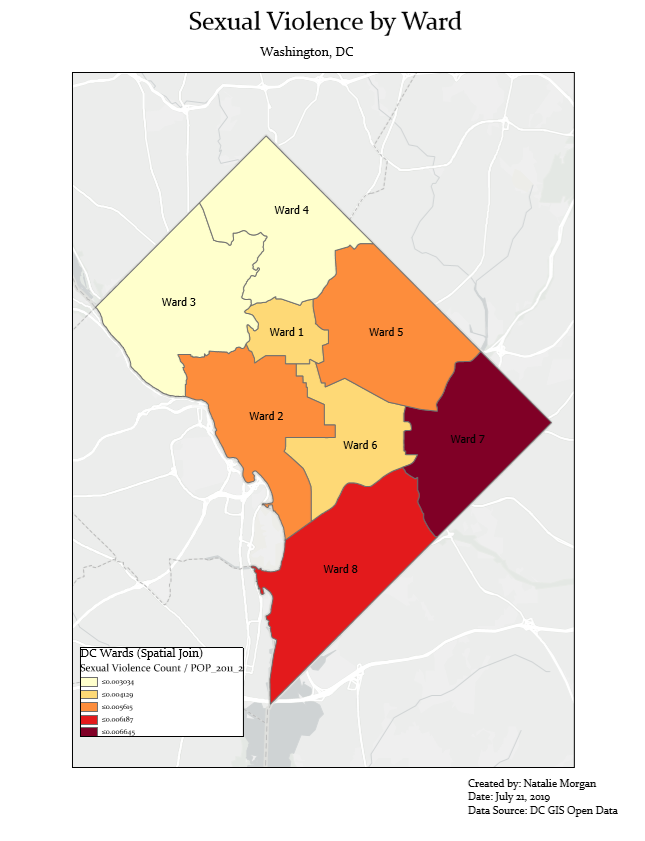 Sexual Violence by Ward
Washington, DC
Ward 4
Ward 3
Ward 1
Ward 5
Ward 2
Ward 7
Ward 6
Ward 8
DC Wards (Spatial Join)
Sexual Violence Count / POP_2011_2
≤0.003034
≤0.004129
≤0.005615
≤0.006187
≤0.006645
Created by: Natalie Morgan
Date: July 21, 2019
Data Source: DC GIS Open Data